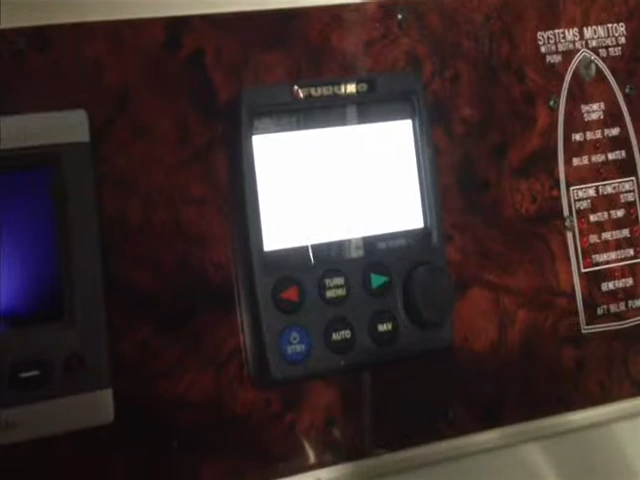 FURUNO
TURN
MENU
STBY
AUTO
NAV
SYSTEMS MONITOR
WITH BOTH KEY SWITCHES ON
PUSH TO TEST
SHOWER
SUMPS
FWD BILGE PUMP
BILGE HIGH WATER
ENGINE FUNCTIONS
PORT STBD
WATER TEMP
OIL PRESSURE
TRANSMISSION
GENERATOR
AFT BILGE PUMP